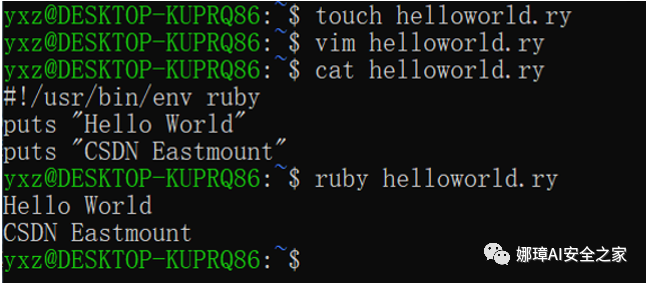 yxz@DESKTOP-KUPRQ86:~$ touch helloworld.ry
yxz@DESKTOP-KUPRQ86:~$ vim helloworld.ry
yxz@DESKTOP-KUPRQ86:~$ cat helloworld.ry
#!/usr/bin/env ruby
puts "Hello World"
puts "CSDN Eastmount"
yxz@DESKTOP-KUPRQ86:~$ ruby helloworld.ry
Hello World
CSDN Eastmount
yxz@DESKTOP-KUPRQ86:~$
娜璋AI安全之家